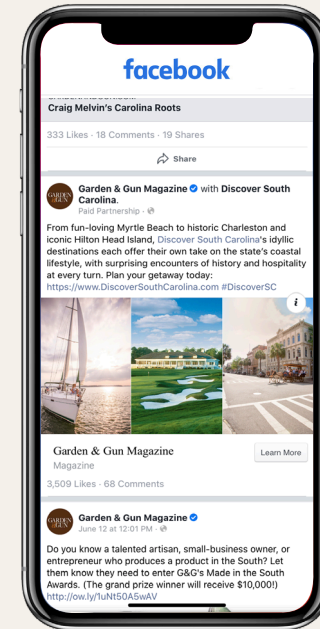 facebook
Craig Melvin's Carolina Roots
333 Likes · 18 Comments · 19 Shares
Share
GARDEN
&GUN
Garden & Gun Magazine with Discover South
Carolina.
Paid Partnership ·
From fun-loving Myrtle Beach to historic Charleston and
iconic Hilton Head Island, Discover South Carolina's idyllic
destinations each offer their own take on the state's coastal
lifestyle, with surprising encounters of history and hospitality
at every turn. Plan your getaway today:
https://www.DiscoverSouthCarolina.com #DiscoverSC
i
Garden & Gun Magazine
Magazine
Learn More
3,509 Likes · 68 Comments
GARDEN
&GUN
Garden & Gun Magazine
June 12 at 12:01 PM ·
Do you know a talented artisan, small-business owner, or
entrepreneur who produces a product in the South? Let
them know they need to enter G&G's Made in the South
Awards. (The grand prize winner will receive $10,000!)
http://ow.ly/1uNt50A5wAV